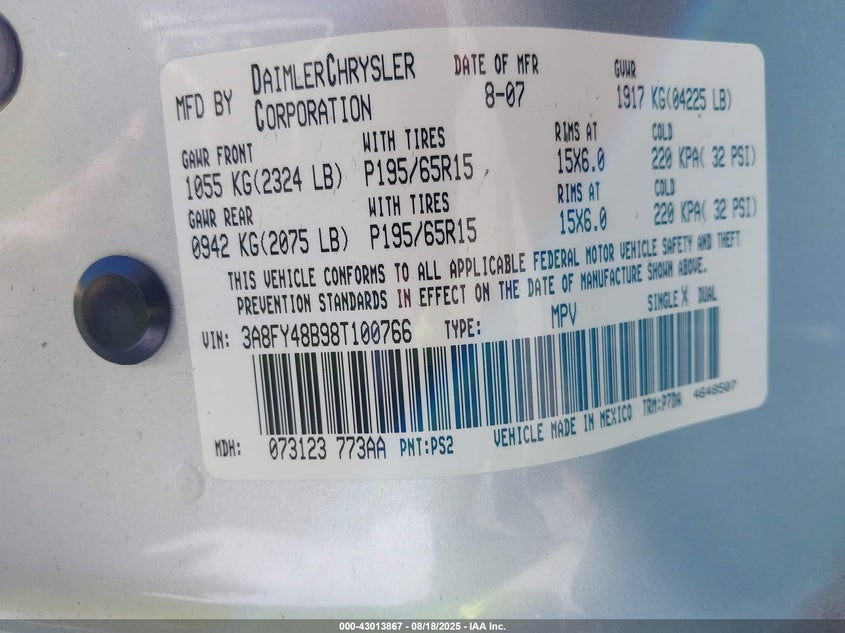 MFD BY DAIMLERCHRYSLER CORPORATION DATE OF MFR 8-07 GVWR 1917 KG(04225 LB)
GAWR FRONT WITH TIRES RIMS AT COLD
1055 KG(2324 LB) P195/65R15 15X6.0 220 KPA( 32 PSI)
GAWR REAR WITH TIRES RIMS AT COLD
0942 KG(2075 LB) P195/65R15 15X6.0 220 KPA( 32 PSI)
THIS VEHICLE CONFORMS TO ALL APPLICABLE FEDERAL MOTOR VEHICLE SAFETY AND THEFT
PREVENTION STANDARDS IN EFFECT ON THE DATE OF MANUFACTURE SHOWN ABOVE.
VIN: 3A8FY48B98T100766 TYPE: MPV SINGLE X DUAL
MDH: 073123 773AA PNT:PS2 VEHICLE MADE IN MEXICO TRM:P7DA 4648507
000-43013867 - 08/18/2025 - IAA Inc.